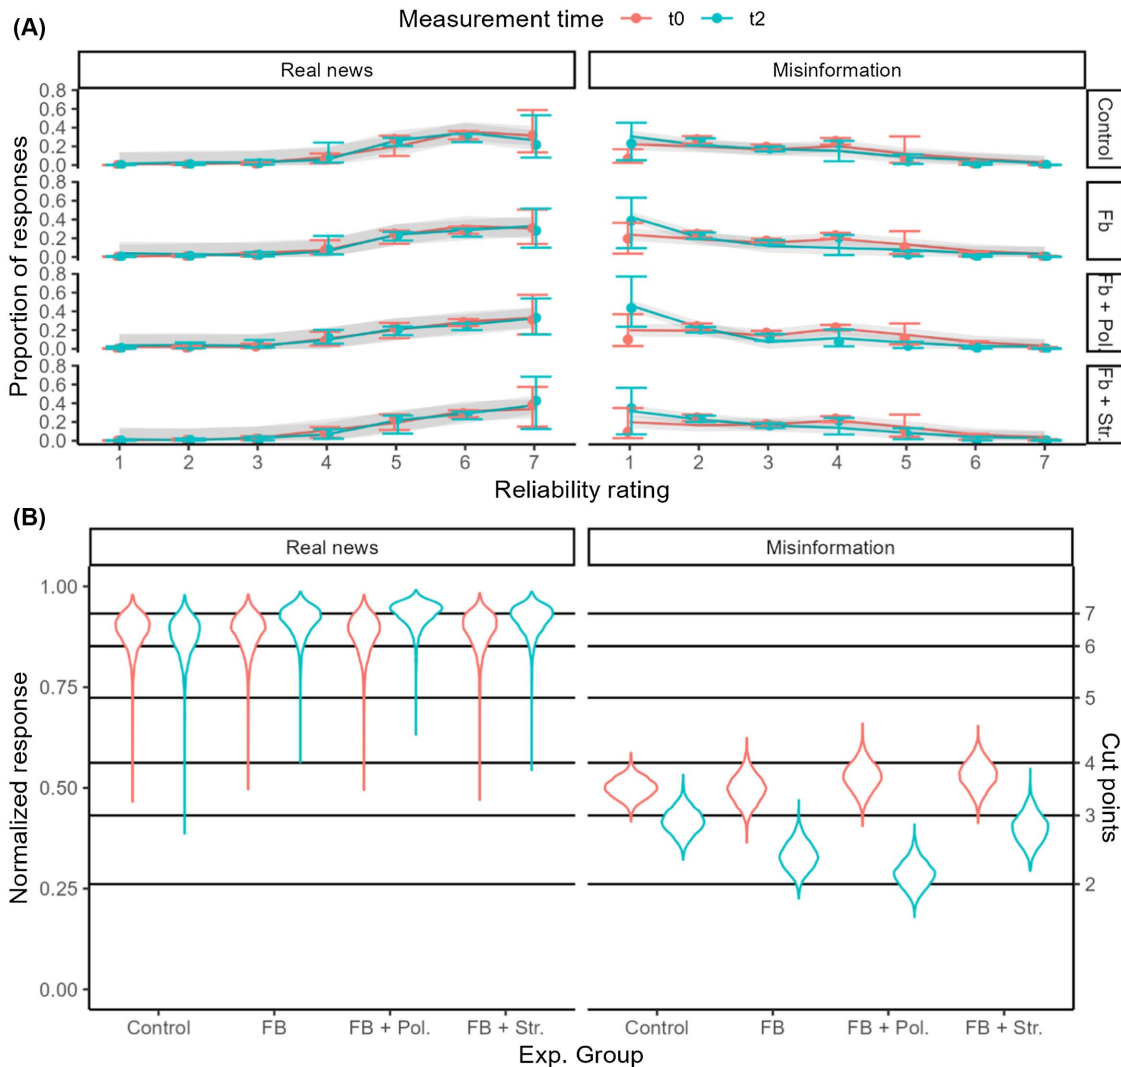 (A)
Measurement time t0 t2
Real news Misinformation
Proportion of responses
0.8
0.6
0.4
0.2
0.0
Control
0.8
0.6
0.4
0.2
0.0
Fb
0.8
0.6
0.4
0.2
0.0
Fb + Pol.
0.8
0.6
0.4
0.2
0.0
Fb + Str.
1 2 3 4 5 6 7 1 2 3 4 5 6 7
Reliability rating
(B)
Real news Misinformation
Normalized response
1.00
0.75
0.50
0.25
0.00
7
6
5
4
3
2
Cut points
Control FB FB + Pol. FB + Str. Control FB FB + Pol. FB + Str.
Exp. Group